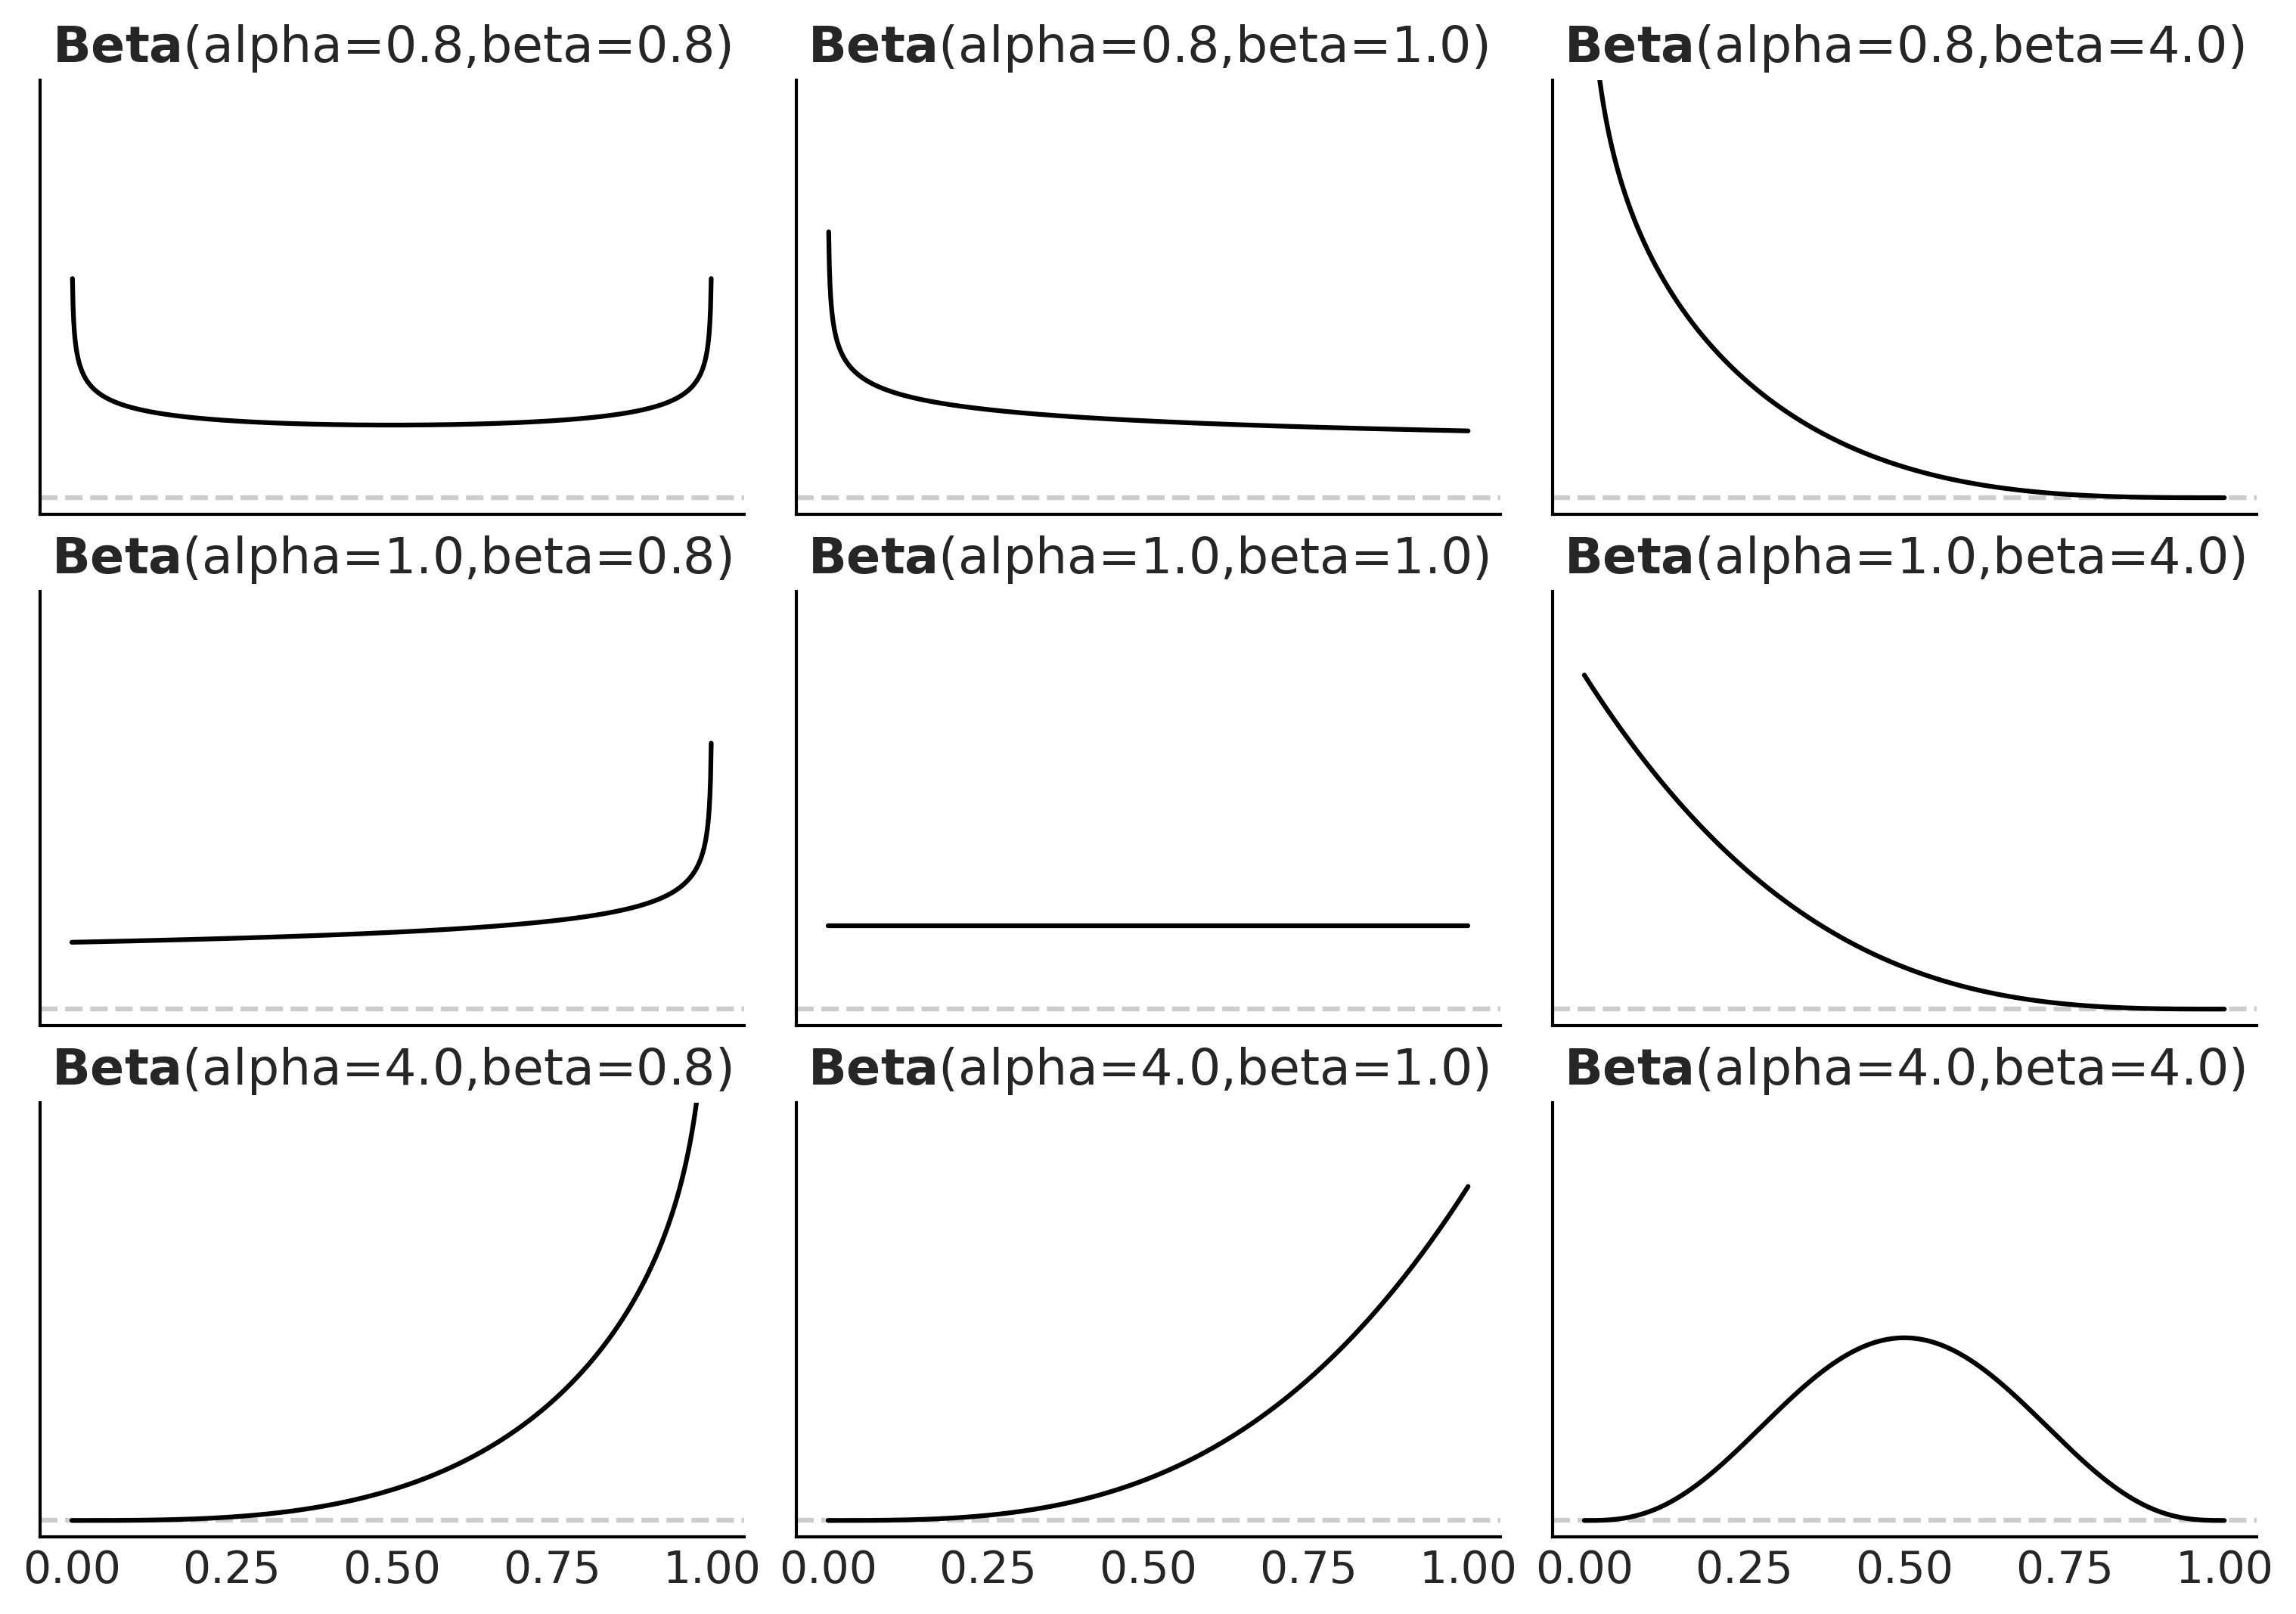 Beta(alpha=0.8,beta=0.8)
Beta(alpha=0.8,beta=1.0)
Beta(alpha=0.8,beta=4.0)
Beta(alpha=1.0,beta=0.8)
Beta(alpha=1.0,beta=1.0)
Beta(alpha=1.0,beta=4.0)
Beta(alpha=4.0,beta=0.8)
Beta(alpha=4.0,beta=1.0)
Beta(alpha=4.0,beta=4.0)
0.00 0.25 0.50 0.75 1.00
0.00 0.25 0.50 0.75 1.00
0.00 0.25 0.50 0.75 1.00